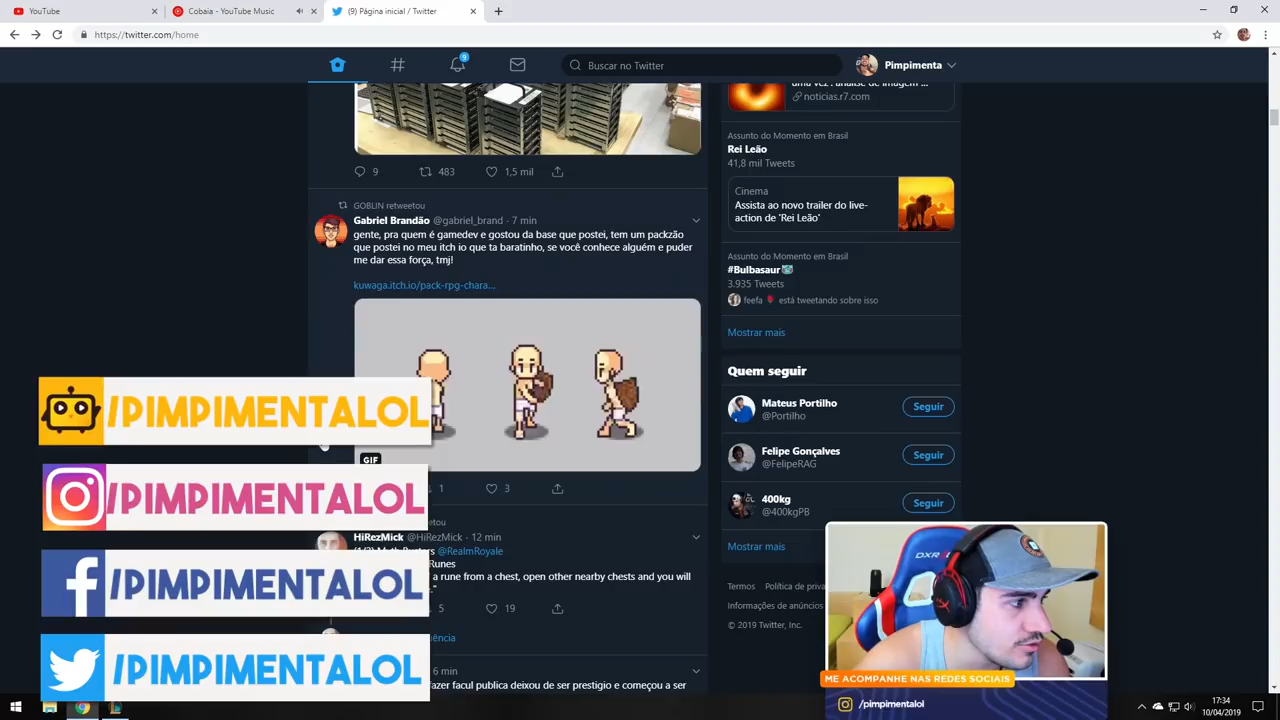 YouTube
Cobaia - YouTube Music
(9) Página inicial / Twitter
https://twitter.com/home
9
Buscar no Twitter
Pimpimenta
9
483
1,5 mil
GOBLIN retweetou
Gabriel Brandão @gabriel_brand · 7 min
gente, pra quem é gamedev e gostou da base que postei, tem um packzão
que postei no meu itch io que ta baratinho, se você conhece alguém e puder
me dar essa força, tmj!
kuwaga.itch.io/pack-rpg-chara...
GIF
1
3
HiRezMick @HiRezMick · 12 min
@RealmRoyale
Runes
a rune from a chest, open other nearby chests and you will
5
19
6 min
fazer facul publica deixou de ser prestigio e começou a ser
uma vez: análise de imagem ...
noticias.r7.com
Assunto do Momento em Brasil
Rei Leão
41,8 mil Tweets
Cinema
Assista ao novo trailer do live-
action de 'Rei Leão'
Assunto do Momento em Brasil
#Bulbasaur
3.935 Tweets
feefa está tweetando sobre isso
Mostrar mais
Quem seguir
Mateus Portilho
@Portilho
Seguir
Felipe Gonçalves
@FelipeRAG
Seguir
400kg
@400kgPB
Seguir
Mostrar mais
Termos Política de priva
Informações de anúncios
© 2019 Twitter, Inc.
/PIMPIMENTALOL
/PIMPIMENTALOL
/PIMPIMENTALOL
/PIMPIMENTALOL
DXR
ME ACOMPANHE NAS REDES SOCIAIS
/pimpimentalol
17:34
10/04/2019